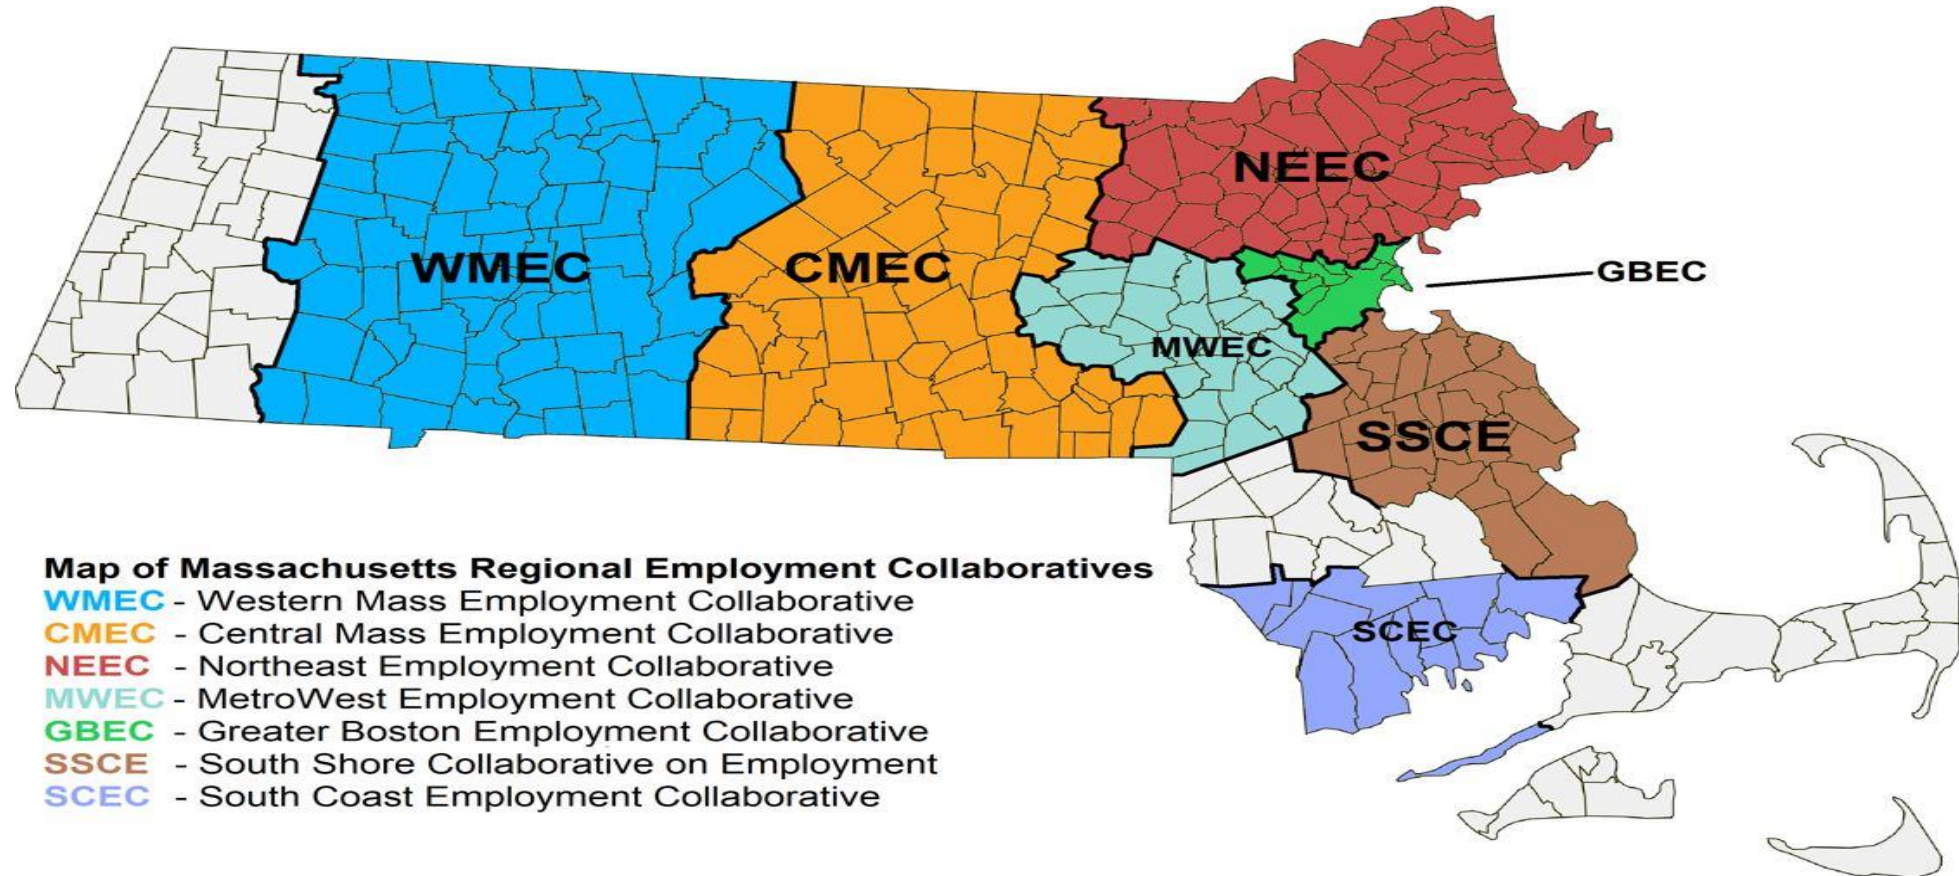 NEEC
WMEC
CMEC
GBEC
MWEC
SSCE
SCEC
Map of Massachusetts Regional Employment Collaboratives
WMEC - Western Mass Employment Collaborative
CMEC - Central Mass Employment Collaborative
NEEC - Northeast Employment Collaborative
MWEC - MetroWest Employment Collaborative
GBEC - Greater Boston Employment Collaborative
SSCE - South Shore Collaborative on Employment
SCEC - South Coast Employment Collaborative